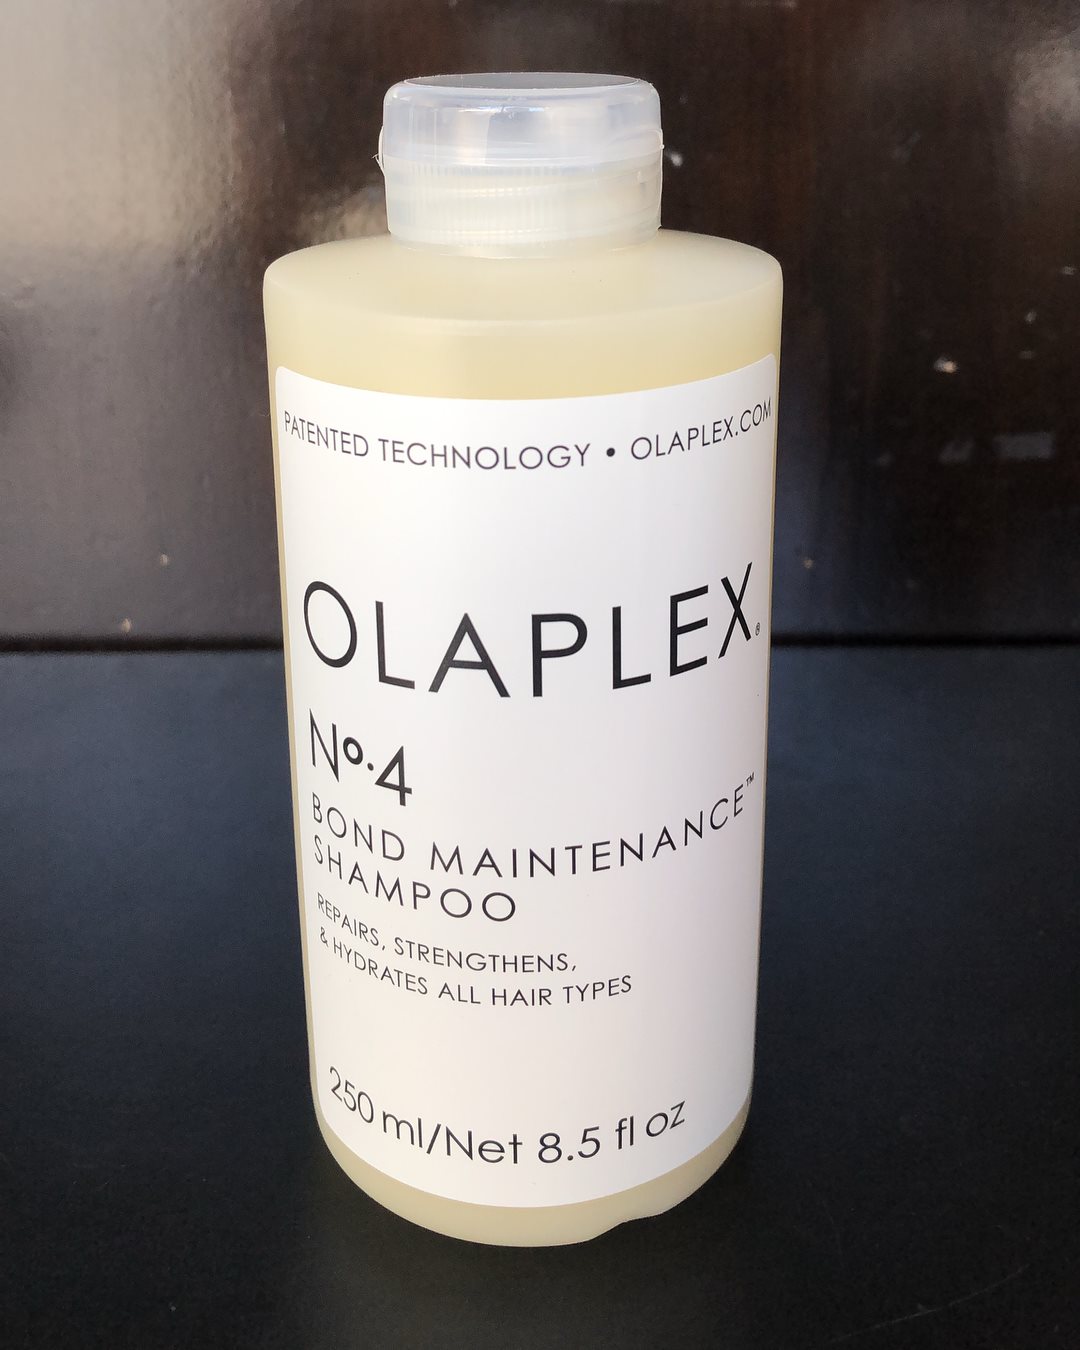 PATENTED TECHNOLOGY • OLAPLEX.COM
OLAPLEX®
Nº.4
BOND MAINTENANCE™
SHAMPOO
REPAIRS, STRENGTHENS,
& HYDRATES ALL HAIR TYPES
250 ml/Net 8.5 fl oz